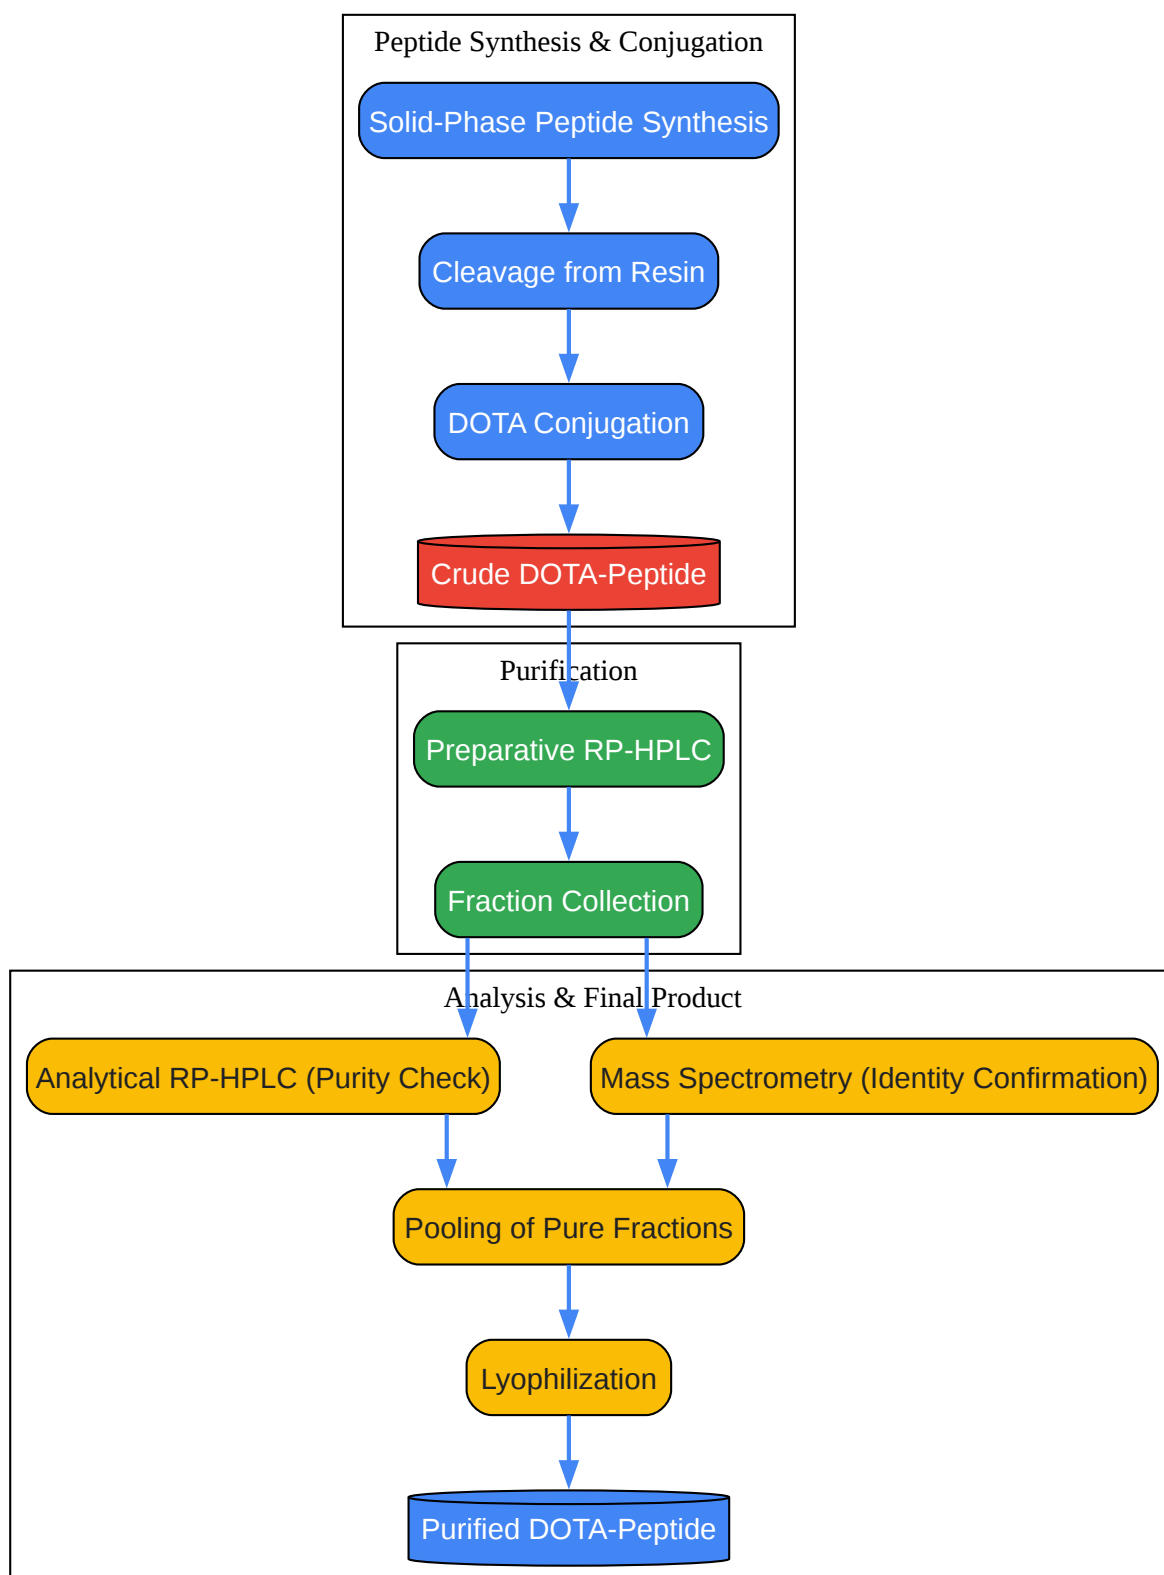 Peptide Synthesis & Conjugation
Solid-Phase Peptide Synthesis
Cleavage from Resin
DOTA Conjugation
Crude DOTA-Peptide
Purification
Preparative RP-HPLC
Fraction Collection
Analysis & Final Product
Analytical RP-HPLC (Purity Check)
Mass Spectrometry (Identity Confirmation)
Pooling of Pure Fractions
Lyophilization
Purified DOTA-Peptide